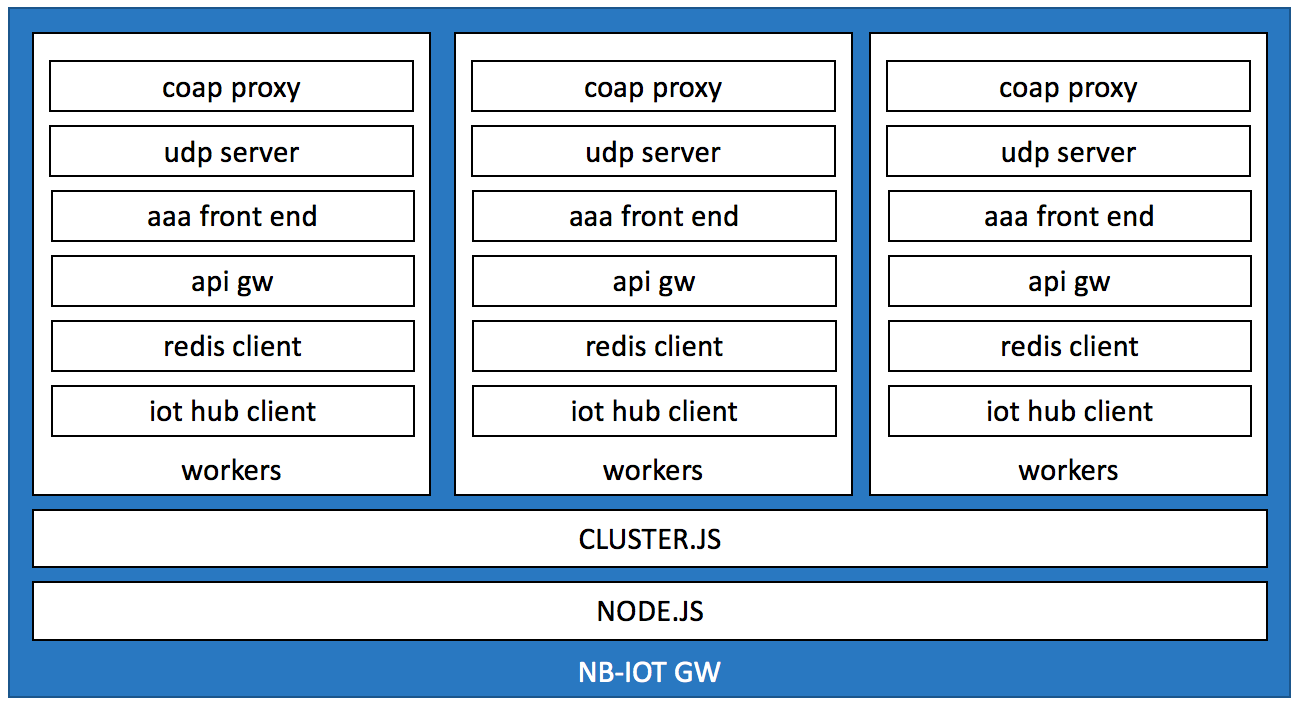 coap proxy
udp server
aaa front end
api gw
redis client
iot hub client
workers
coap proxy
udp server
aaa front end
api gw
redis client
iot hub client
workers
coap proxy
udp server
aaa front end
api gw
redis client
iot hub client
workers
CLUSTER.JS
NODE.JS
NB-IOT GW